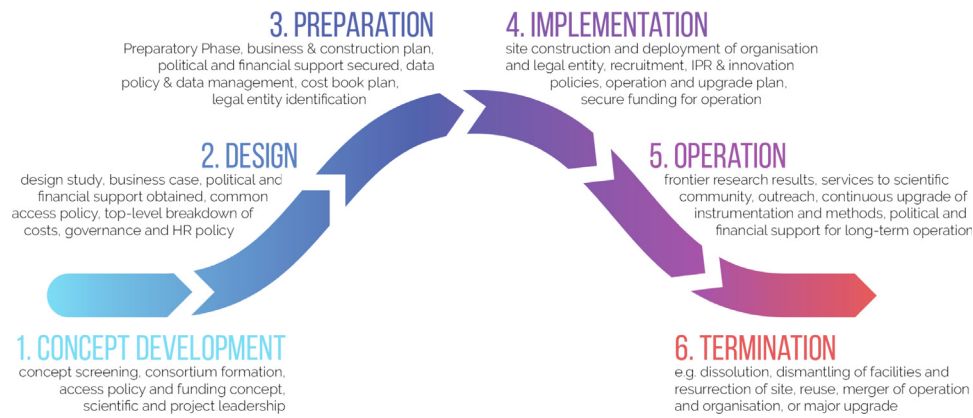 1. CONCEPT DEVELOPMENT
concept screening, consortium formation,
access policy and funding concept,
scientific and project leadership
2. DESIGN
design study, business case, political and
financial support obtained, common
access policy, top-level breakdown of
costs, governance and HR policy
3. PREPARATION
Preparatory Phase, business & construction plan,
political and financial support secured, data
policy & data management, cost book plan,
legal entity identification
4. IMPLEMENTATION
site construction and deployment of organisation
and legal entity, recruitment, IPR & innovation
policies, operation and upgrade plan,
secure funding for operation
5. OPERATION
frontier research results, services to scientific
community, outreach, continuous upgrade of
instrumentation and methods, political and
financial support for long-term operation
6. TERMINATION
e.g. dissolution, dismantling of facilities and
resurrection of site, reuse, merger of operation
and organisation, or major upgrade